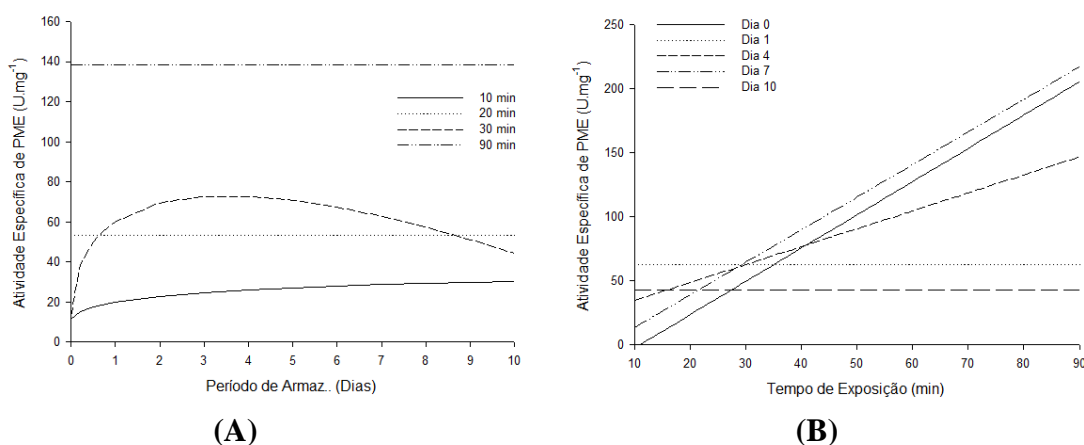 160
140
120
100
80
60
40
20
0
Atividade Específica de PME (U.mg-1)
10 min
20 min
30 min
90 min
0 1 2 3 4 5 6 7 8 9 10
Período de Armaz.. (Dias)
(A)
250
200
150
100
50
0
Atividade Específica de PME (U.mg-1)
Dia 0
Dia 1
Dia 4
Dia 7
Dia 10
10 20 30 40 50 60 70 80 90
Tempo de Exposição (min)
(B)